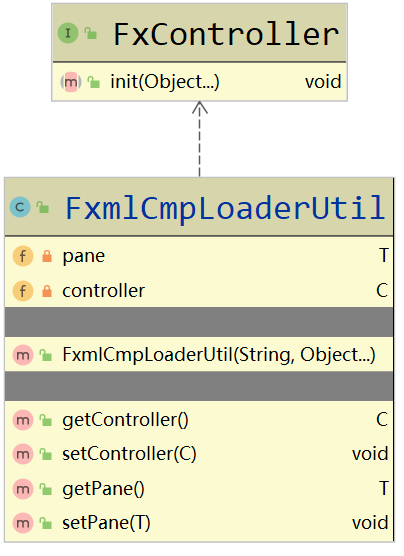 I FxController
m init(Object...) void
C FxmlCmpLoaderUtil
f pane T
f controller C
m FxmlCmpLoaderUtil(String, Object...)
m getController() C
m setController(C) void
m getPane() T
m setPane(T) void